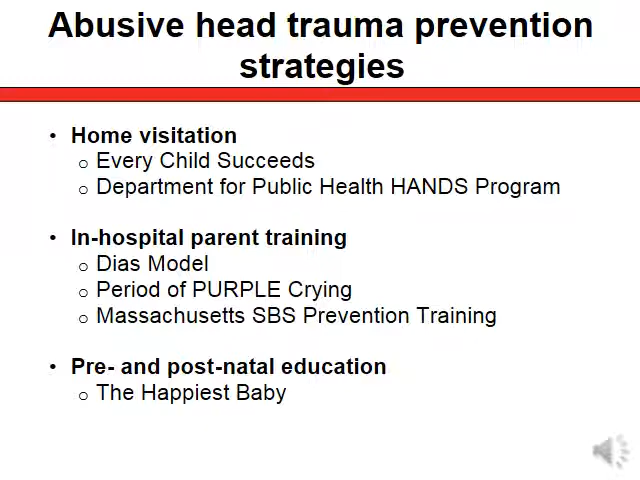 Abusive head trauma prevention
strategies
• Home visitation
o Every Child Succeeds
o Department for Public Health HANDS Program
• In-hospital parent training
o Dias Model
o Period of PURPLE Crying
o Massachusetts SBS Prevention Training
• Pre- and post-natal education
o The Happiest Baby